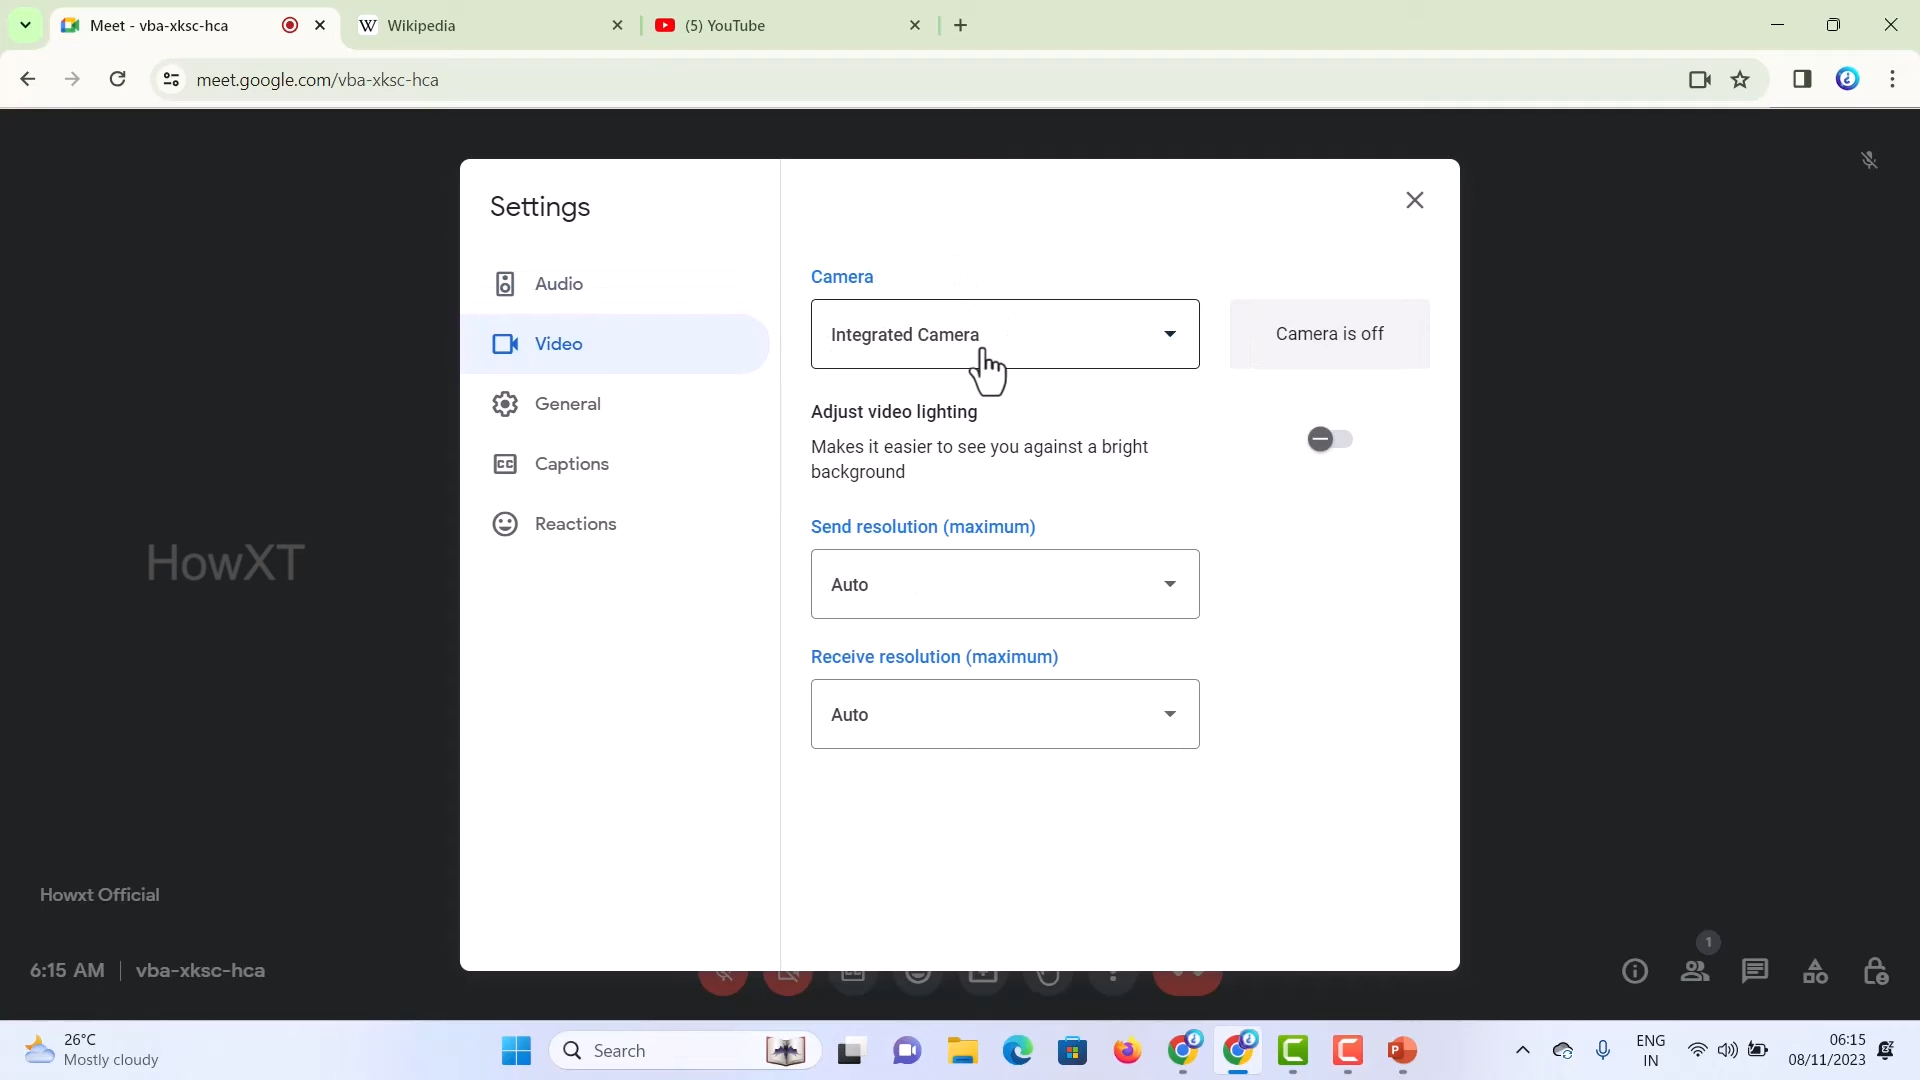 Meet - vba-xksc-hca
Wikipedia
(5) YouTube
meet.google.com/vba-xksc-hca
Settings
Audio
Video
General
Captions
Reactions
Camera
Integrated Camera
Camera is off
Adjust video lighting
Makes it easier to see you against a bright
background
Send resolution (maximum)
Auto
Receive resolution (maximum)
Auto
HowXT
Howxt Official
6:15 AM | vba-xksc-hca
1
26°C
Mostly cloudy
Search
ENG
IN
06:15
08/11/2023